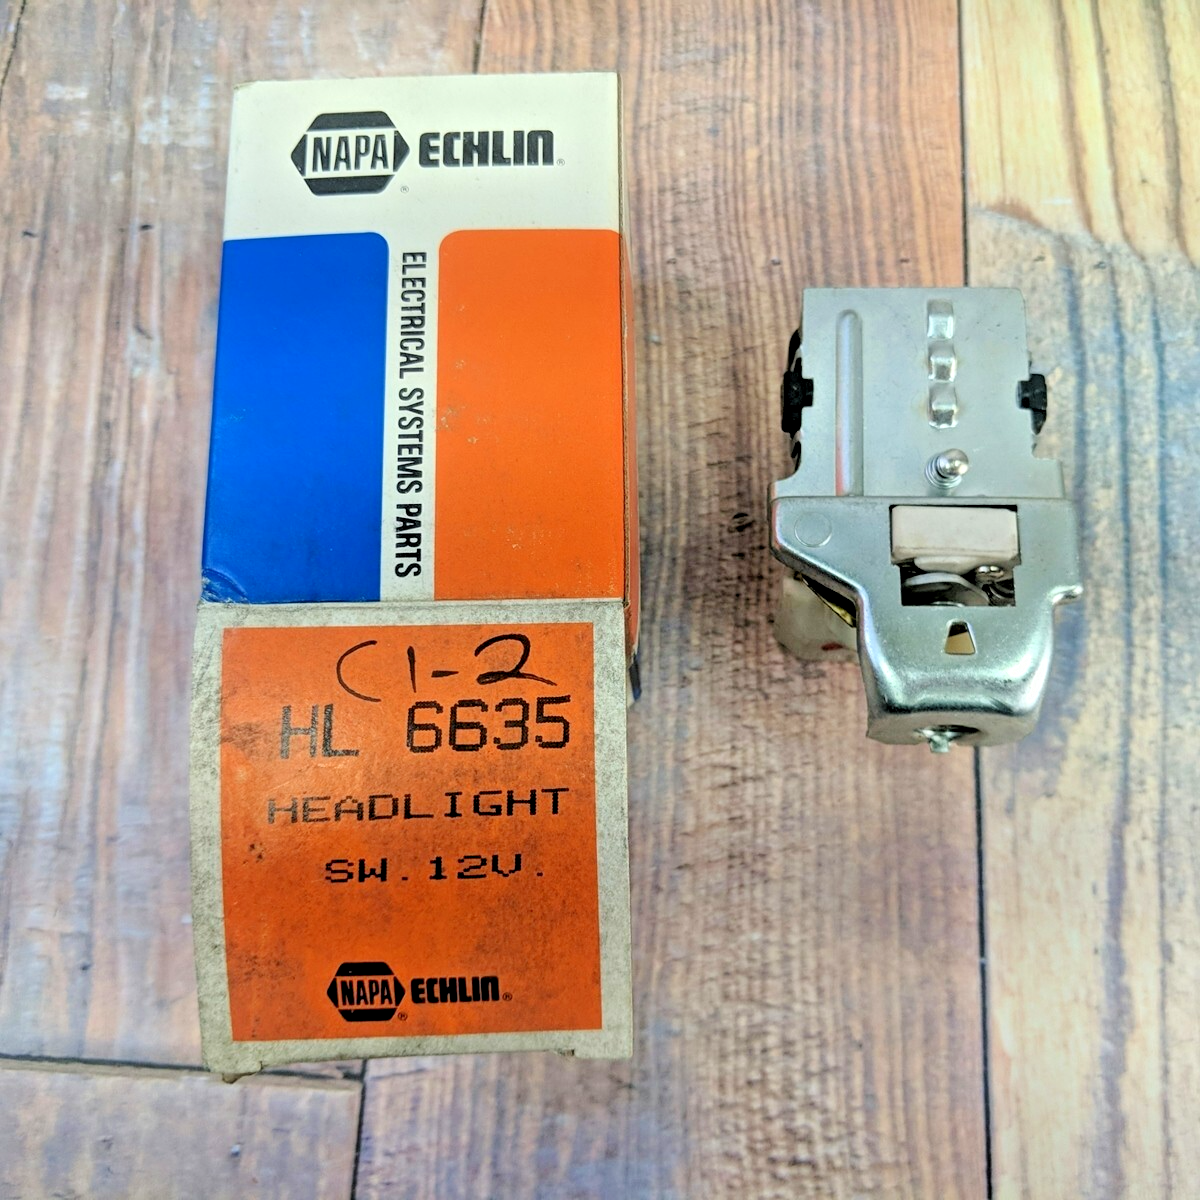 NAPA ECHLIN®
®
ELECTRICAL SYSTEMS PARTS
C1-2
HL 6635
HEADLIGHT
SW. 12V.
NAPA ECHLIN®
®